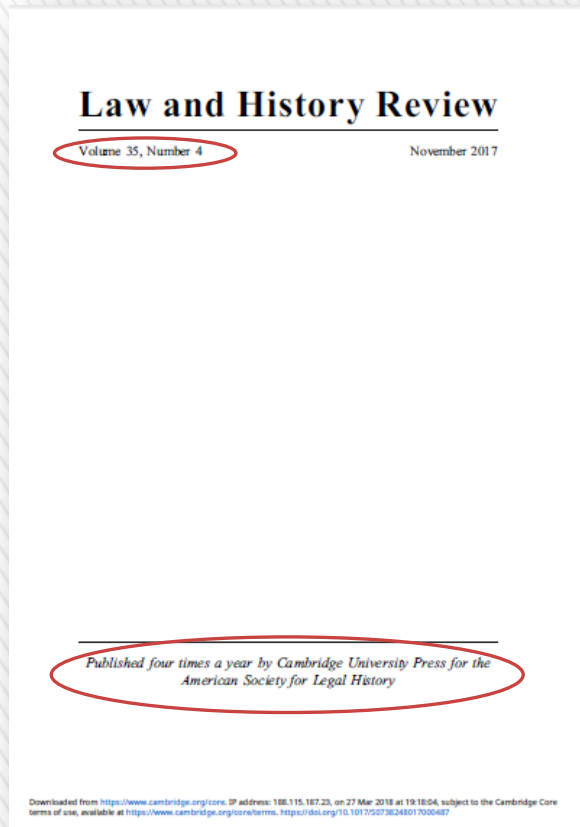 Law and History Review
Volume 35, Number 4 November 2017
Published four times a year by Cambridge University Press for the
American Society for Legal History
Downloaded from https://www.cambridge.org/core. IP address: 188.115.187.23, on 27 Mar 2018 at 19:18:04, subject to the Cambridge Core
terms of use, available at https://www.cambridge.org/core/terms. https://doi.org/10.1017/S0738248017000487